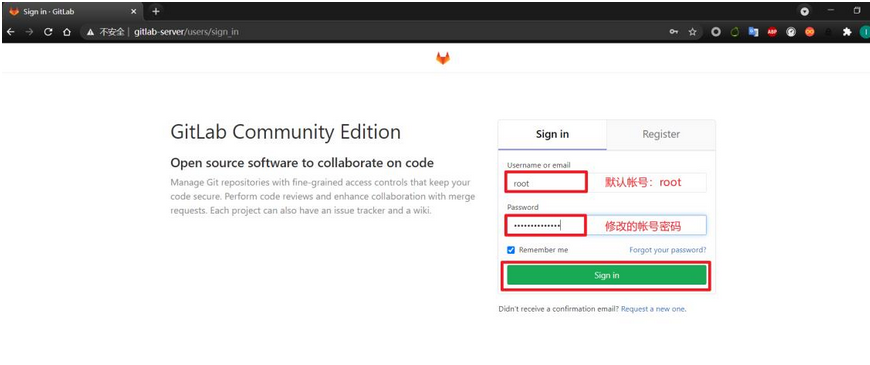 Sign in · GitLab
不安全 | gitlab-server/users/sign_in
ABP
GitLab Community Edition
Open source software to collaborate on code
Manage Git repositories with fine-grained access controls that keep your
code secure. Perform code reviews and enhance collaboration with merge
requests. Each project can also have an issue tracker and a wiki.
Sign in
Register
Username or email
root
默认帐号：root
Password
修改的帐号密码
Remember me
Forgot your password?
Sign in
Didn't receive a confirmation email? Request a new one.